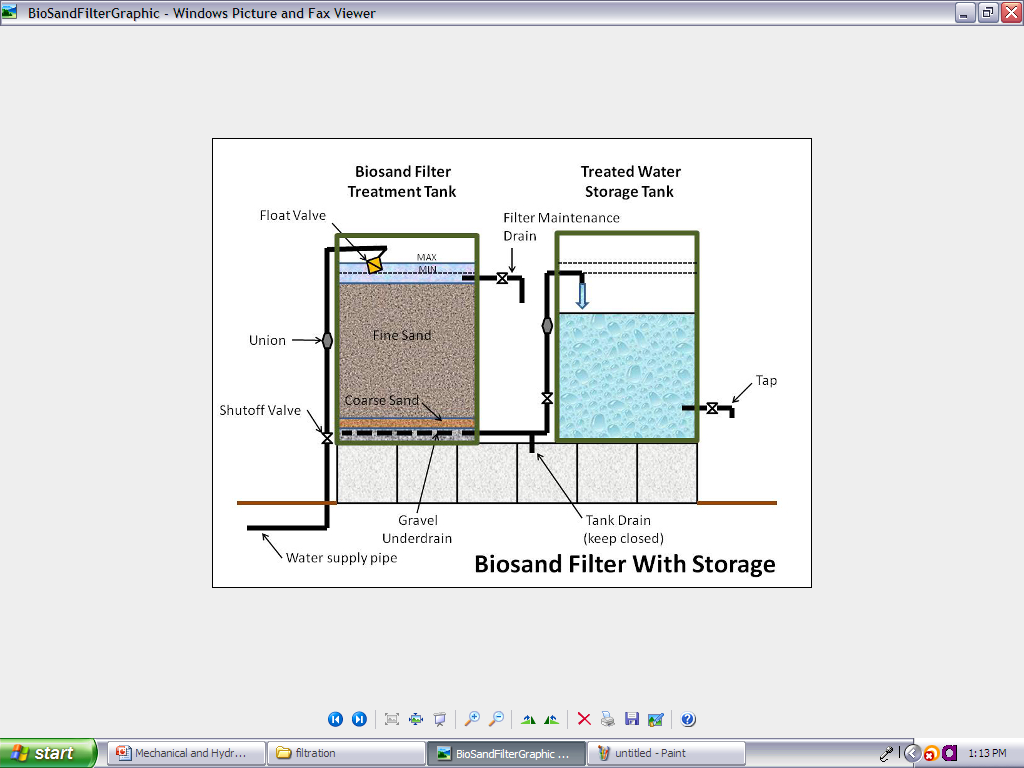 BioSandFilterGraphic - Windows Picture and Fax Viewer
Biosand Filter
Treatment Tank
Treated Water
Storage Tank
Float Valve
Filter Maintenance
Drain
MAX
MIN
Fine Sand
Union
Coarse Sand
Shutoff Valve
Tap
Gravel
Underdrain
Tank Drain
(keep closed)
Water supply pipe
Biosand Filter With Storage
start
Mechanical and Hydr...
filtration
BioSandFilterGraphic ...
untitled - Paint
1:13 PM